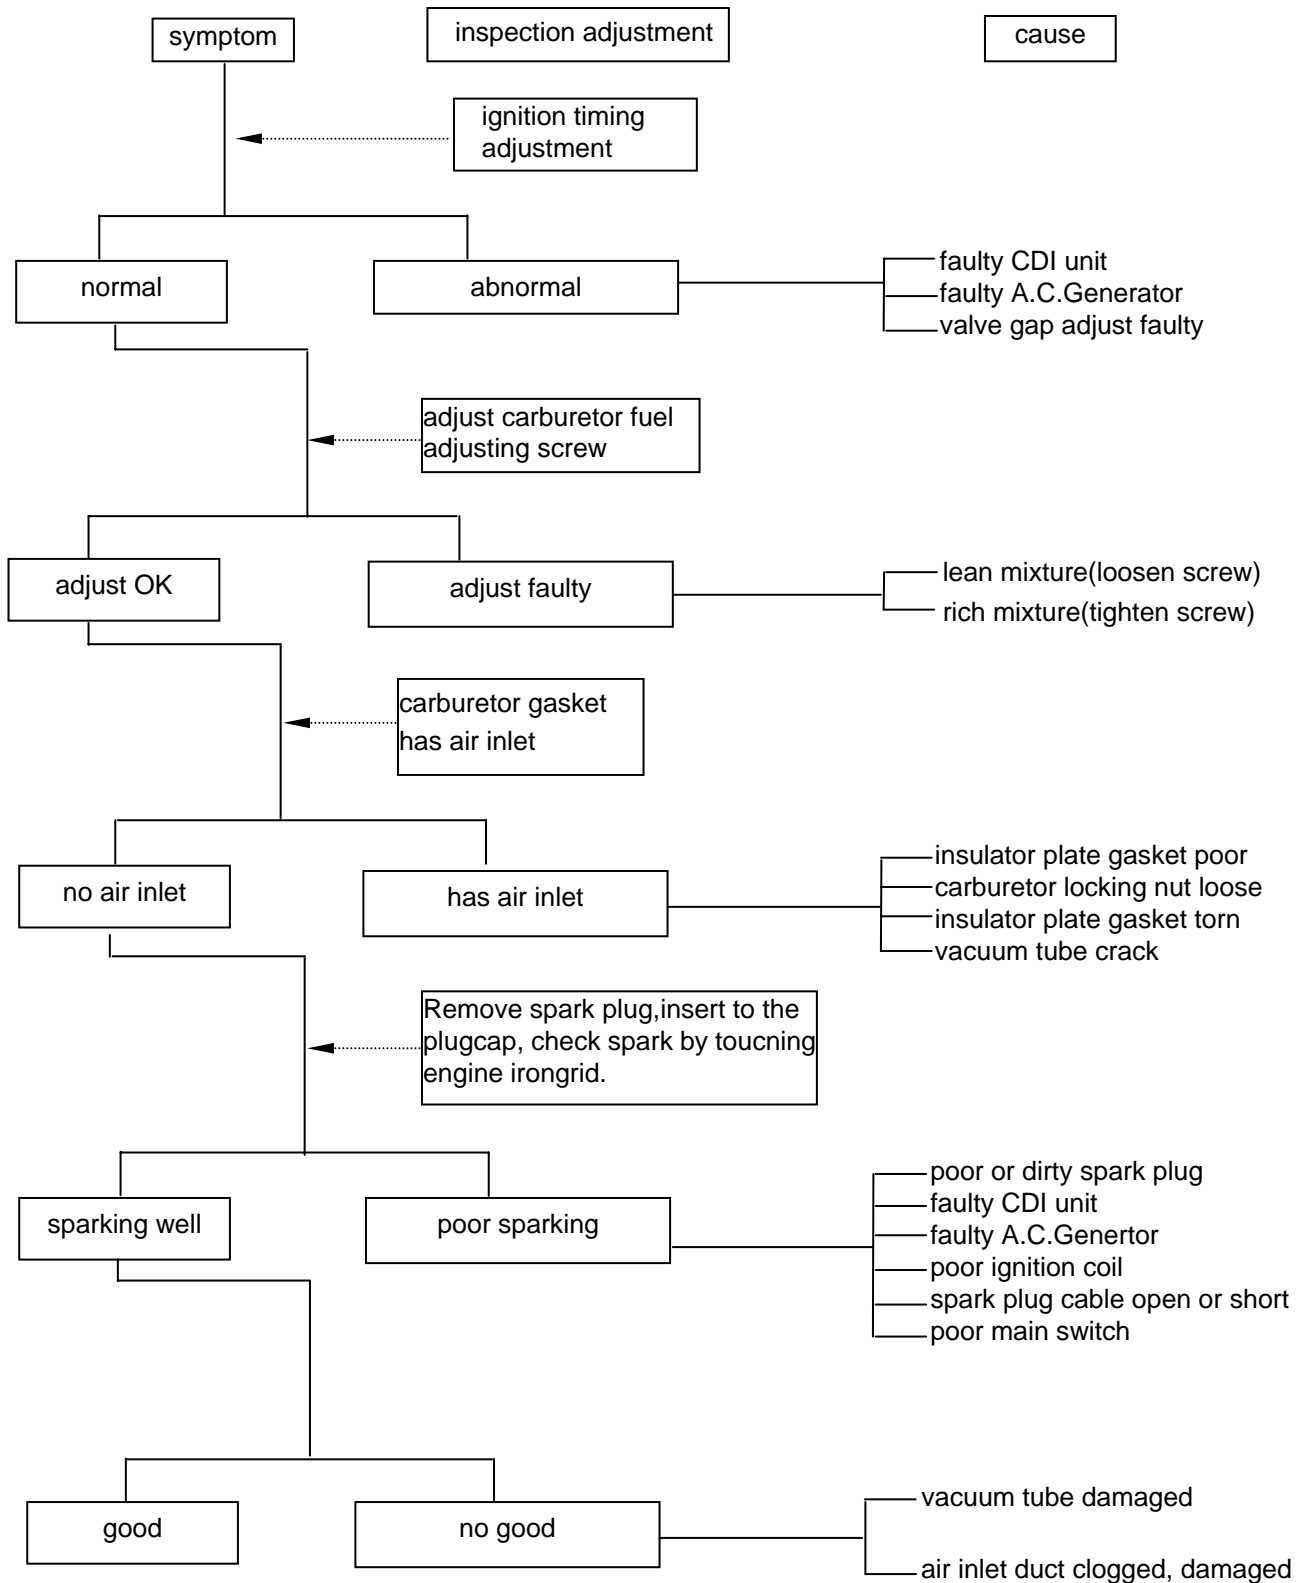 symptom
inspection adjustment
cause
ignition timing
adjustment
normal
abnormal
faulty CDI unit
faulty A.C.Generator
valve gap adjust faulty
adjust carburetor fuel
adjusting screw
adjust OK
adjust faulty
lean mixture(loosen screw)
rich mixture(tighten screw)
carburetor gasket
has air inlet
no air inlet
has air inlet
insulator plate gasket poor
carburetor locking nut loose
insulator plate gasket torn
vacuum tube crack
Remove spark plug,insert to the
plugcap, check spark by toucning
engine irongrid.
sparking well
poor sparking
poor or dirty spark plug
faulty CDI unit
faulty A.C.Genertor
poor ignition coil
spark plug cable open or short
poor main switch
good
no good
vacuum tube damaged
air inlet duct clogged, damaged